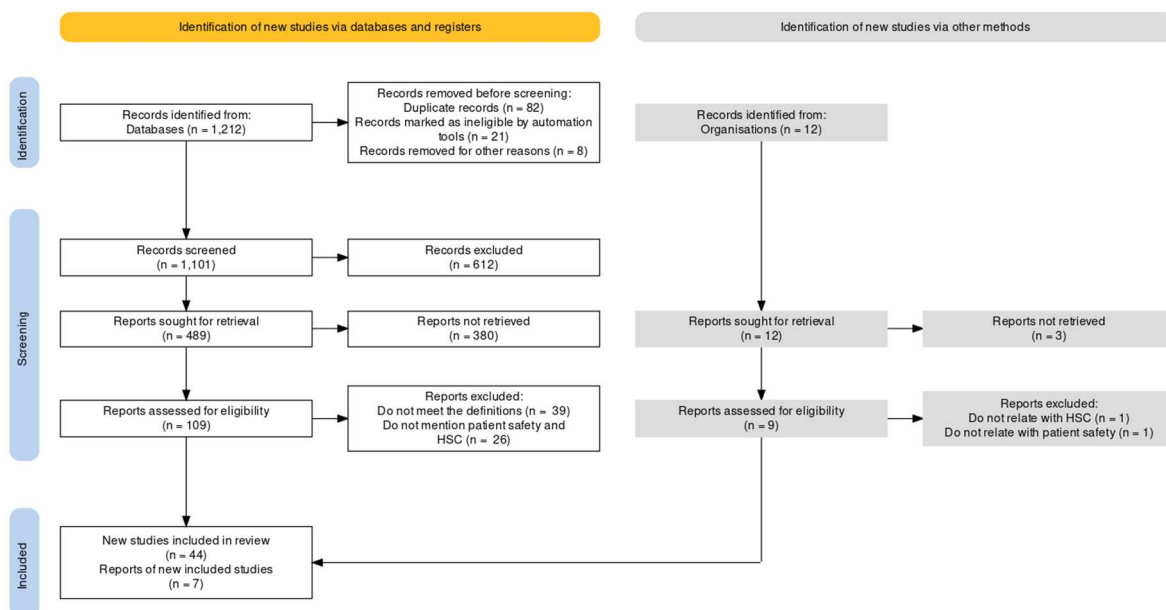 Identification of new studies via databases and registers
Identification of new studies via other methods
Identification
Records identified from:
Databases (n = 1,212)
Records removed before screening:
Duplicate records (n = 82)
Records marked as ineligible by automation
tools (n = 21)
Records removed for other reasons (n = 8)
Records identified from:
Organisations (n = 12)
Screening
Records screened
(n = 1,101)
Records excluded
(n = 612)
Reports sought for retrieval
(n = 489)
Reports not retrieved
(n = 380)
Reports sought for retrieval
(n = 12)
Reports not retrieved
(n = 3)
Reports assessed for eligibility
(n = 109)
Reports excluded:
Do not meet the definitions (n = 39)
Do not mention patient safety and
HSC (n = 26)
Reports assessed for eligibility
(n = 9)
Reports excluded:
Do not relate with HSC (n = 1)
Do not relate with patient safety (n = 1)
Included
New studies included in review
(n = 44)
Reports of new included studies
(n = 7)